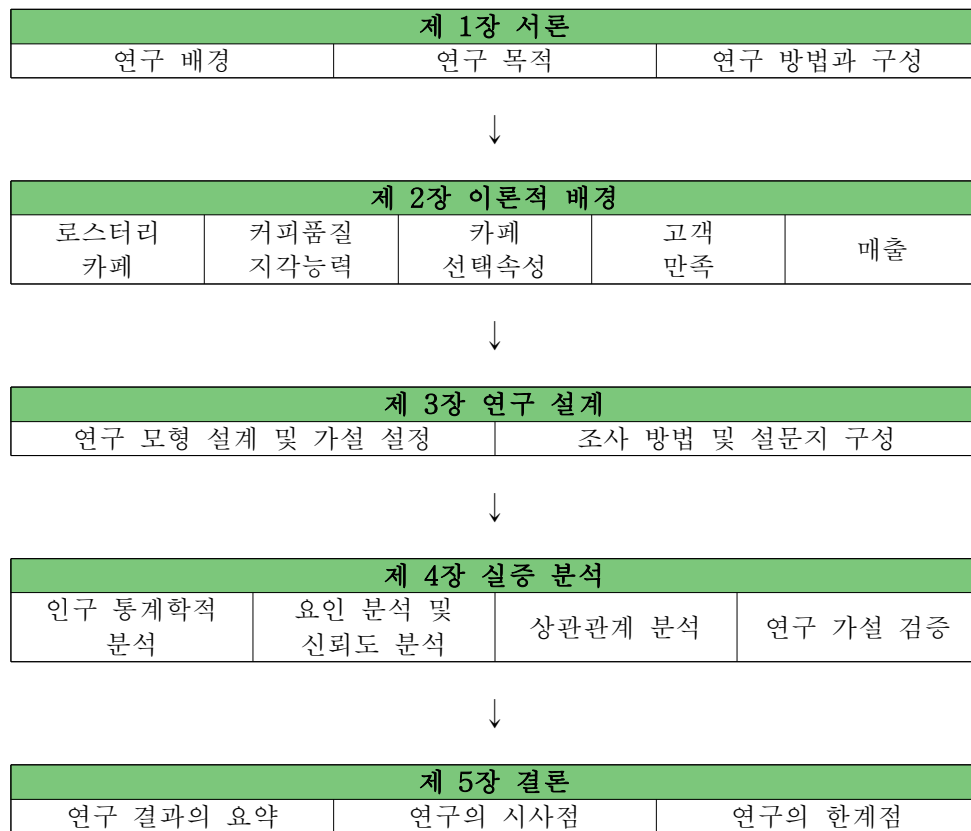 제 1장 서론
연구 배경 연구 목적 연구 방법과 구성
↓
제 2장 이론적 배경
로스터리 커피품질 카페 고객 매출
카페 지각능력 선택속성 만족
↓
제 3장 연구 설계
연구 모형 설계 및 가설 설정 조사 방법 및 설문지 구성
↓
제 4장 실증 분석
인구 통계학적 요인 분석 및 상관관계 분석 연구 가설 검증
분석 신뢰도 분석
↓
제 5장 결론
연구 결과의 요약 연구의 시사점 연구의 한계점